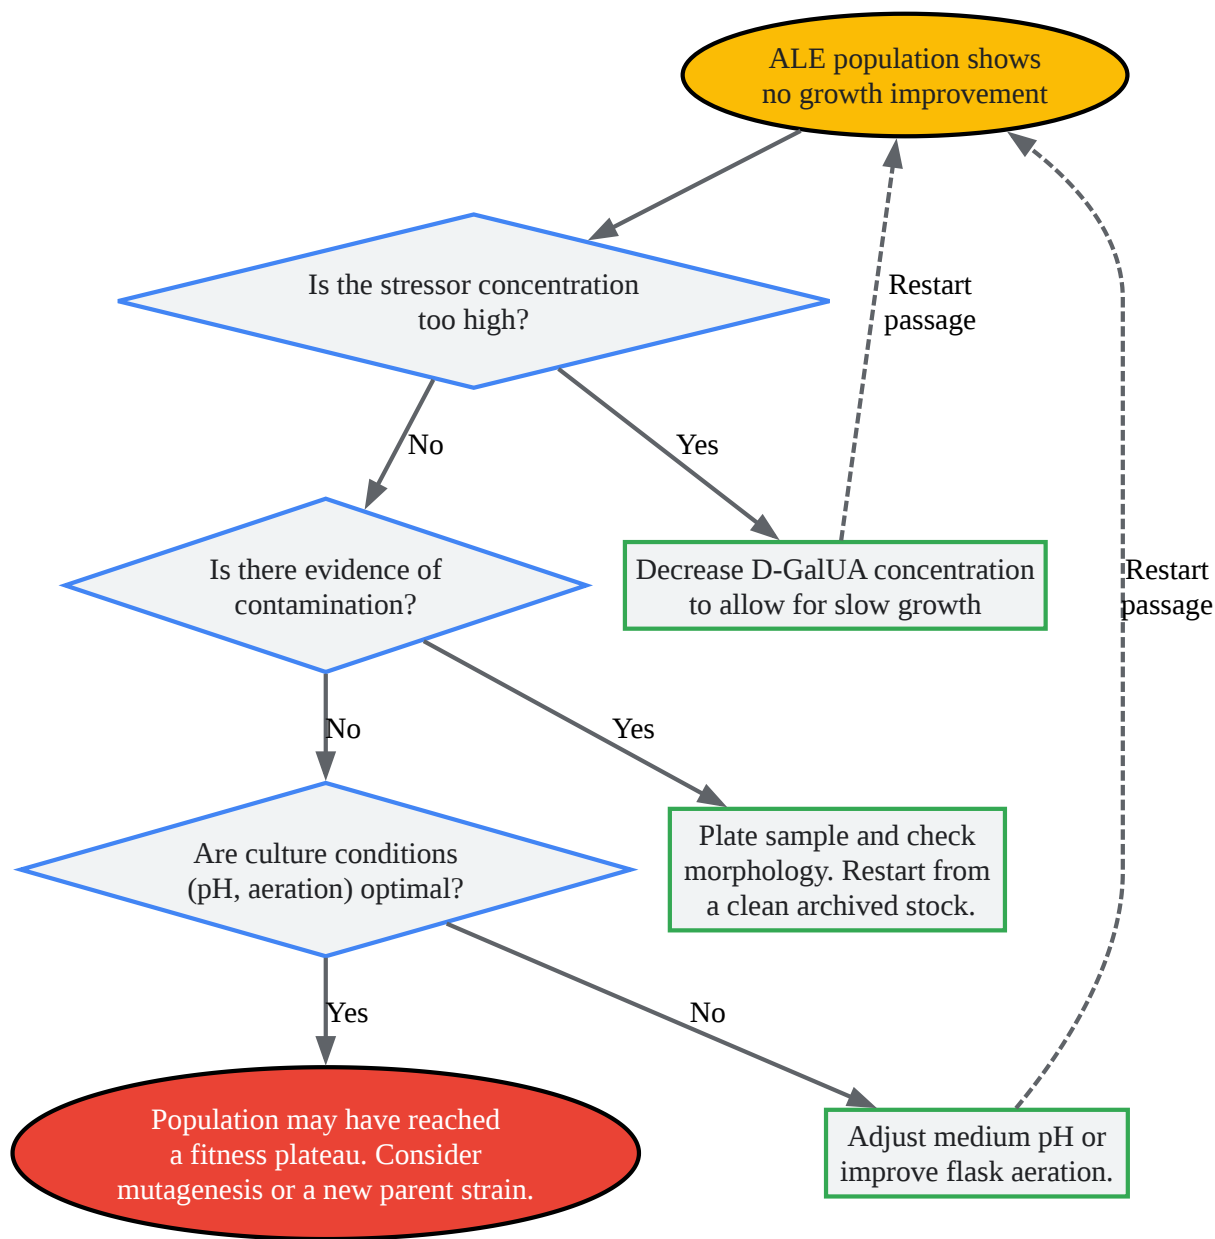 ALE population shows
no growth improvement
Restart
passage
Is the stressor concentration
too high?
No
Yes
Is there evidence of
contamination?
Decrease D-GalUA concentration
to allow for slow growth
Restart
passage
No
Yes
Are culture conditions
(pH, aeration) optimal?
Plate sample and check
morphology. Restart from
a clean archived stock.
Yes
No
Population may have reached
a fitness plateau. Consider
mutagenesis or a new parent strain.
Adjust medium pH or
improve flask aeration.